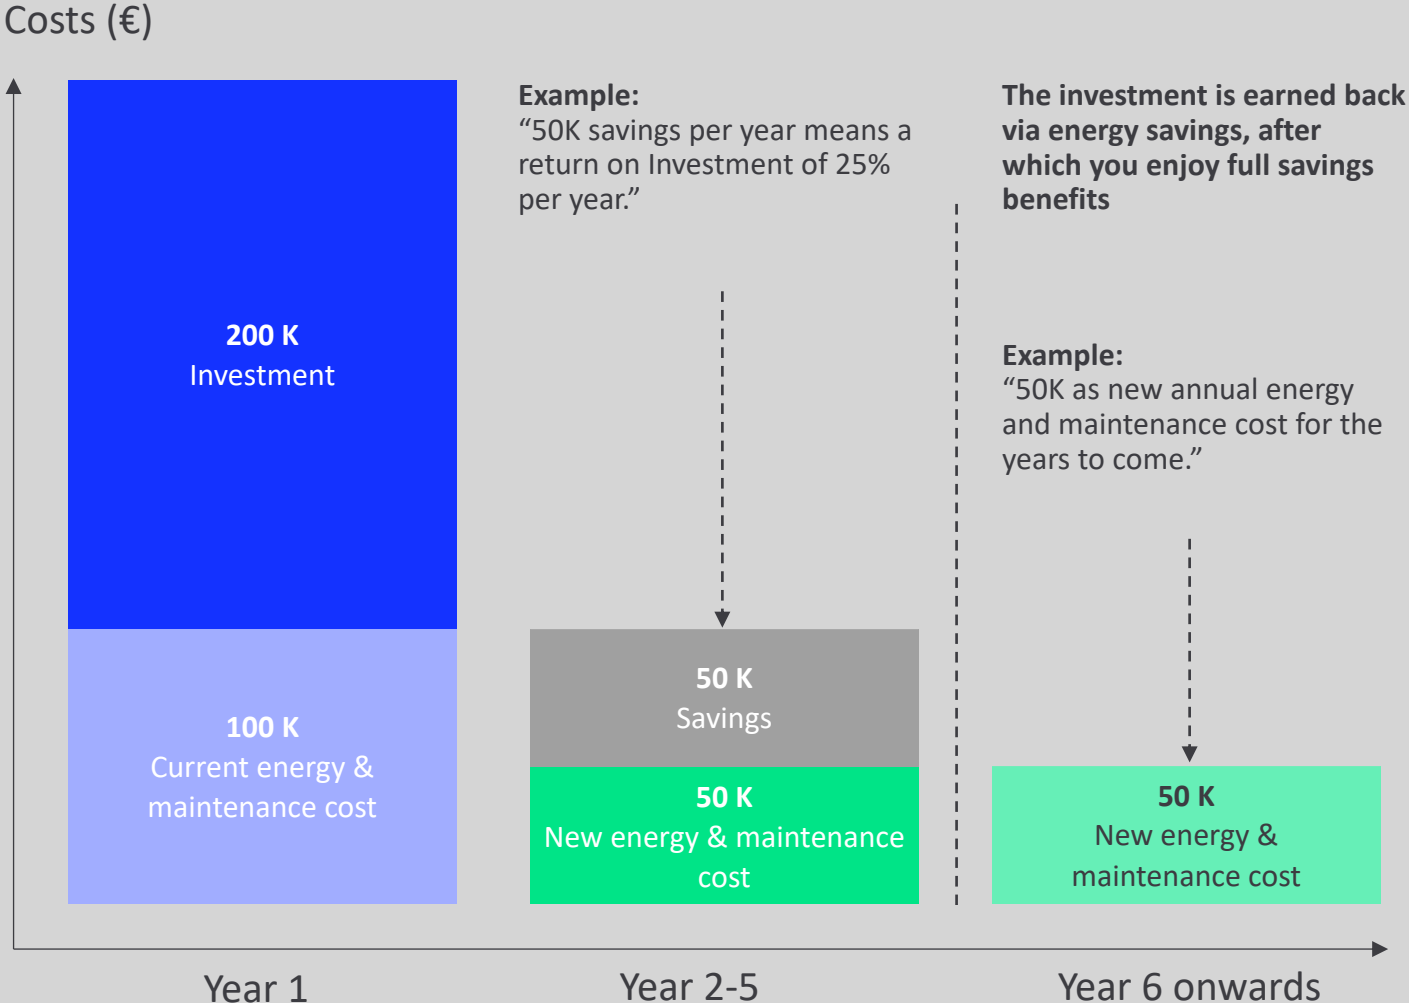 Costs (€)
200 K
Investment
100 K
Current energy &
maintenance cost
Example:
“50K savings per year means a
return on Investment of 25%
per year.”
50 K
Savings
50 K
New energy & maintenance
cost
The investment is earned back
via energy savings, after
which you enjoy full savings
benefits
Example:
“50K as new annual energy
and maintenance cost for the
years to come.”
50 K
New energy &
maintenance cost
Year 1
Year 2-5
Year 6 onwards